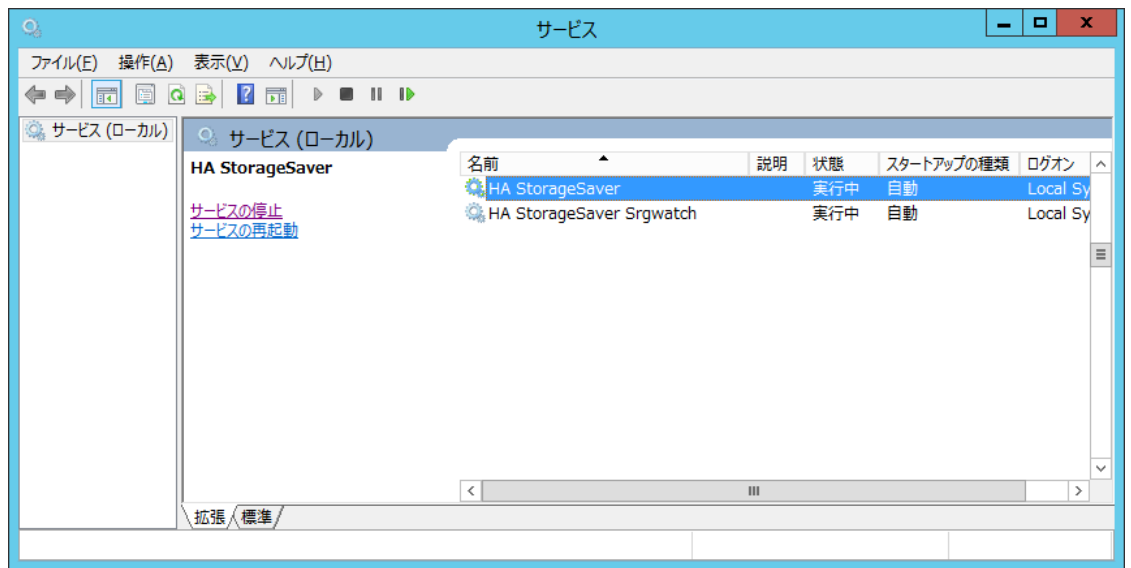 サービス
ファイル(F) 操作(A) 表示(V) ヘルプ(H)
サービス (ローカル)
サービス (ローカル)
HA StorageSaver
サービスの停止
サービスの再起動
名前 説明 状態 スタートアップの種類 ログオン
HA StorageSaver 実行中 自動 Local Sy
HA StorageSaver Srgwatch 実行中 自動 Local Sy
拡張 標準